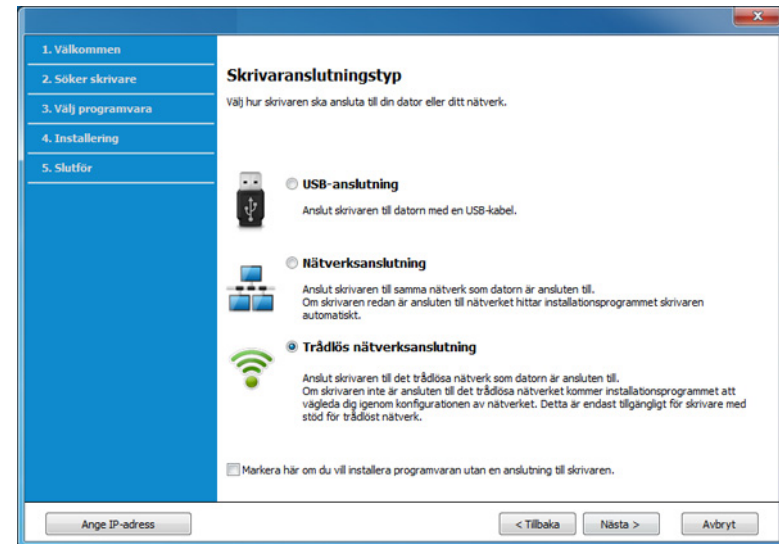 1. Välkommen
2. Söker skrivare
3. Välj programvara
4. Installering
5. Slutför
Skrivaranslutningstyp
Välj hur skrivaren ska ansluta till din dator eller ditt nätverk.
USB-anslutning
Anslut skrivaren till datorn med en USB-kabel.
Nätverksanslutning
Anslut skrivaren till samma nätverk som datorn är ansluten till.
Om skrivaren redan är ansluten till nätverket hittar installationsprogrammet skrivaren
automatiskt.
Trådlös nätverksanslutning
Anslut skrivaren till det trådlösa nätverk som datorn är ansluten till.
Om skrivaren inte är ansluten till det trådlösa nätverket kommer installationsprogrammet att
vägleda dig igenom konfigurationen av nätverket. Detta är endast tillgängligt för skrivare med
stöd för trådlöst nätverk.
Markera här om du vill installera programvaran utan en anslutning till skrivaren.
Ange IP-adress
< Tillbaka
Nästa >
Avbryt